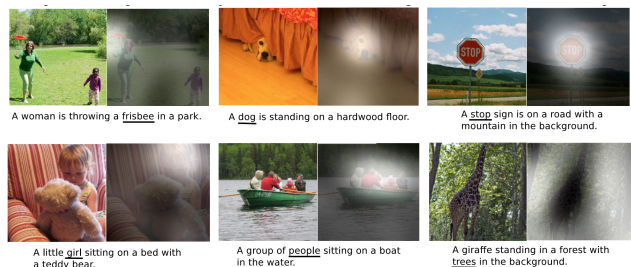 A woman is throwing a frisbee in a park.
A dog is standing on a hardwood floor.
A stop sign is on a road with a
mountain in the background.
STOP
STOP
A little girl sitting on a bed with
a teddy bear.
A group of people sitting on a boat
in the water.
A giraffe standing in a forest with
trees in the background.